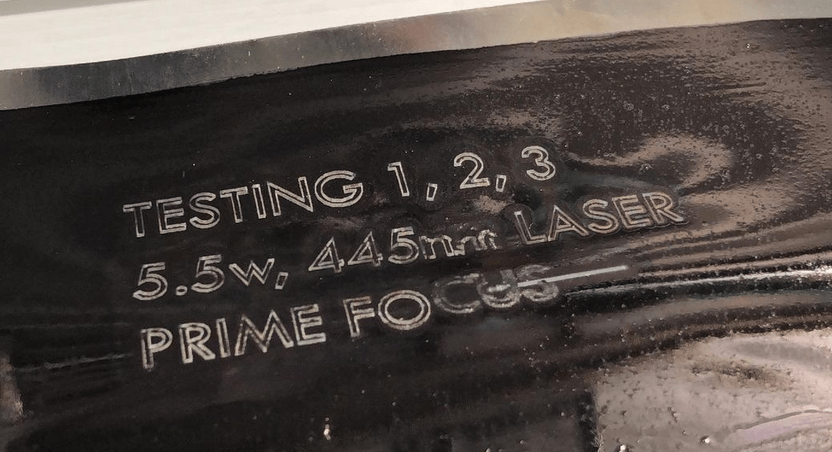 TESTING 1, 2, 3
5.5w, 445nm LASER
PRIME FOCUS